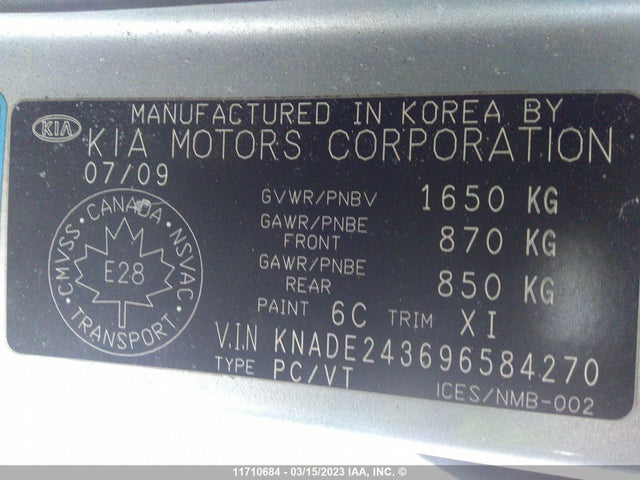 KIA
MANUFACTURED IN KOREA BY
KIA MOTORS CORPORATION
07/09
GVWR/PNBV 1650 KG
GAWR/PNBE FRONT 870 KG
GAWR/PNBE REAR 850 KG
PAINT 6C TRIM XI
V.I.N KNADE243696584270
TYPE PC/VT
ICES/NMB-002
CANADA
CMVSS NSVAC
E28
TRANSPORT
11710684 - 03/15/2023 IAA, INC. ©